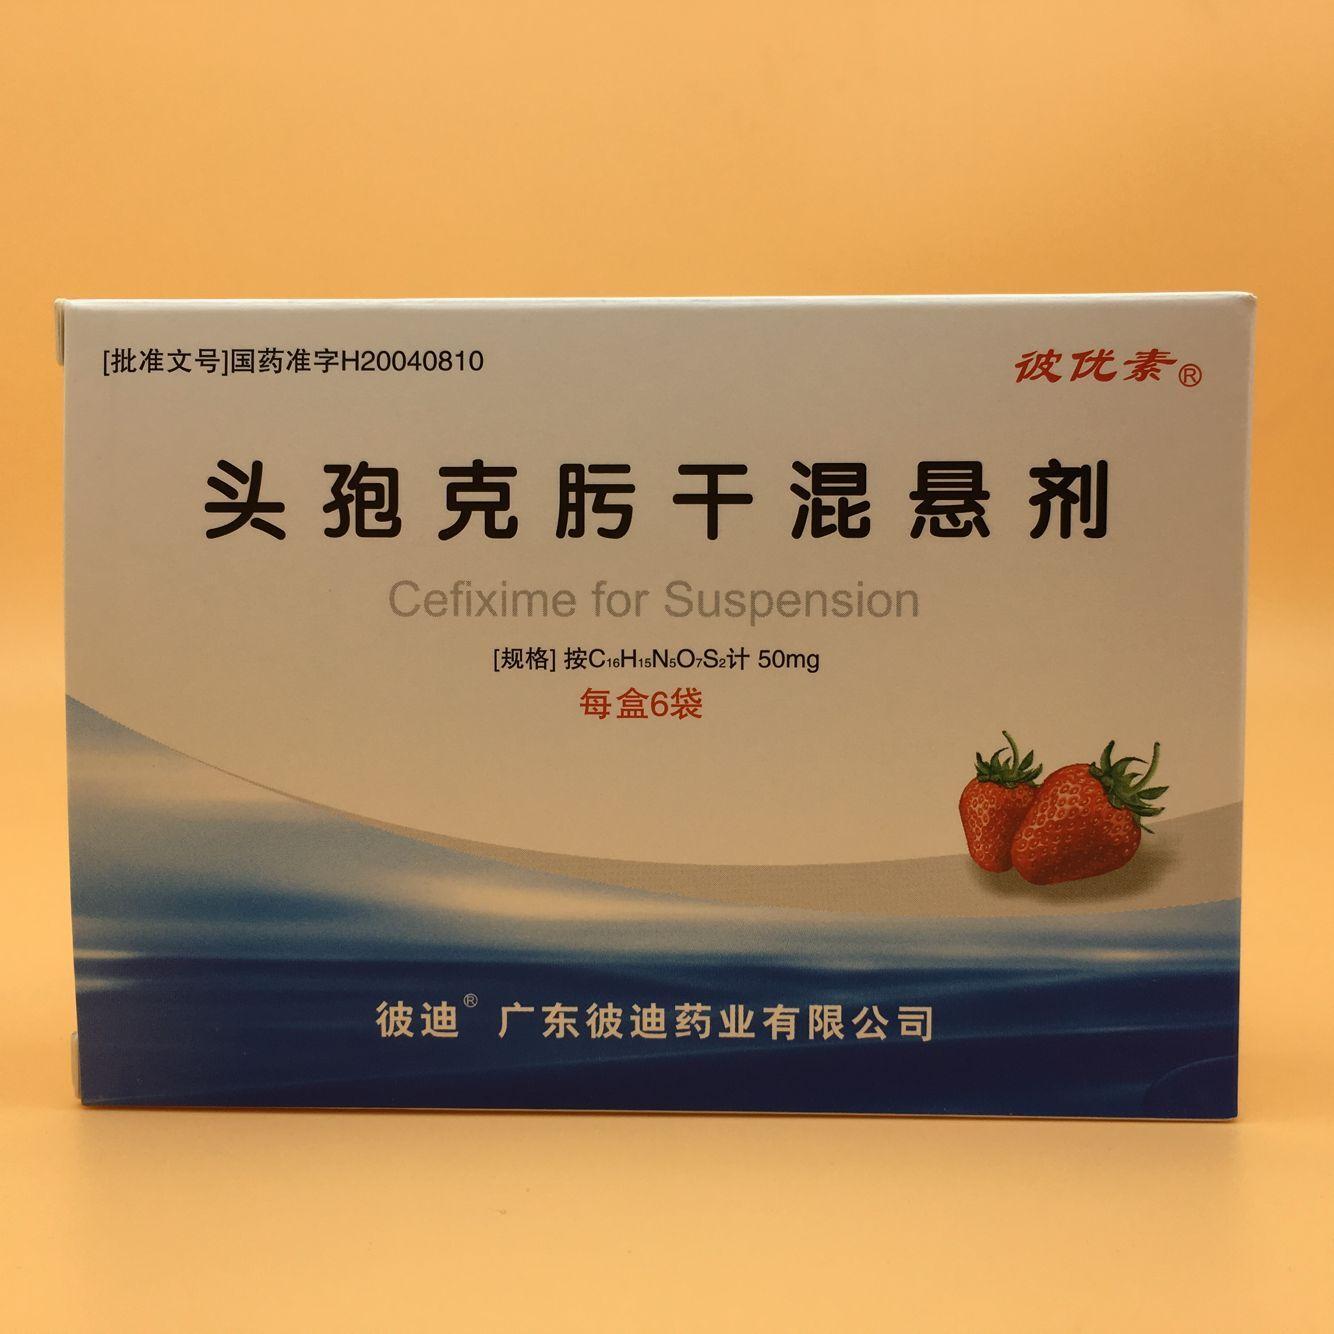 [批准文号]国药准字H20040810
彼优素®
头孢克肟干混悬剂
Cefixime for Suspension
[规格] 按C₁₆H₁₅N₅O₇S₂计 50mg
每盒6袋
彼迪® 广东彼迪药业有限公司